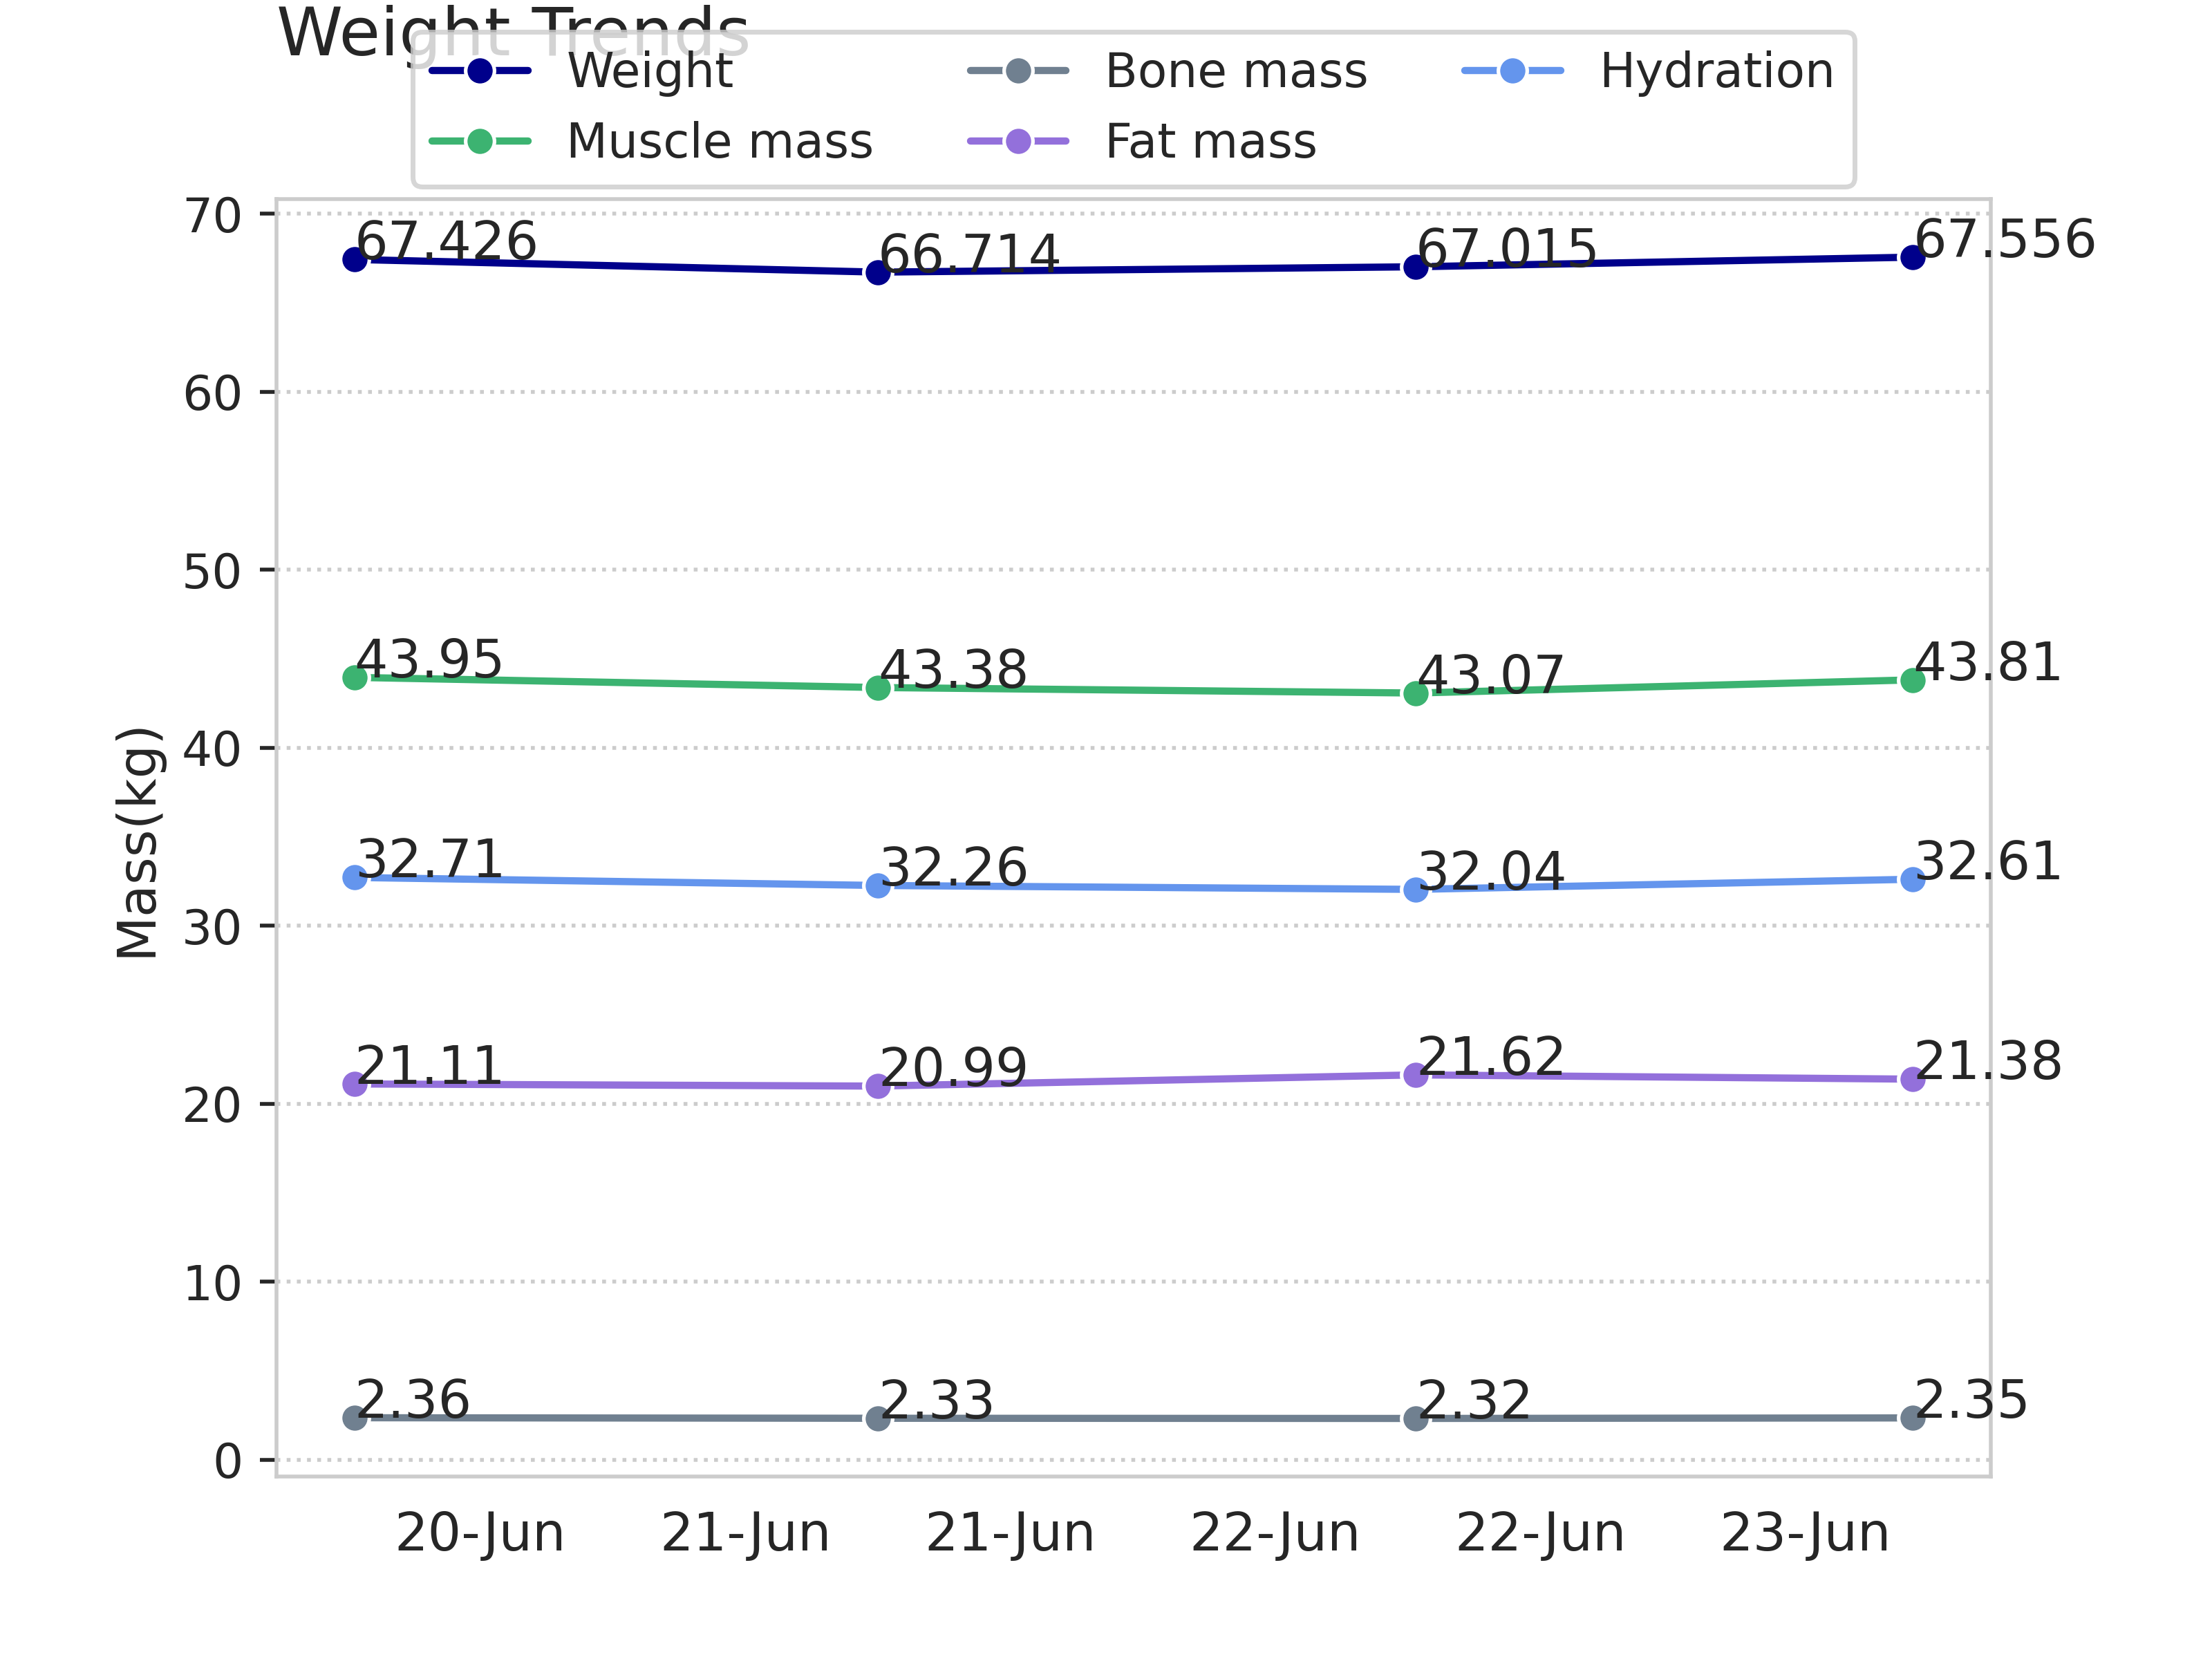 Weight Trends
Weight
Muscle mass
Bone mass
Fat mass
Hydration
Mass(kg)
70
60
50
40
30
20
10
0
67.426 66.714 67.015 67.556
43.95 43.38 43.07 43.81
32.71 32.26 32.04 32.61
21.11 20.99 21.62 21.38
2.36 2.33 2.32 2.35
20-Jun 21-Jun 21-Jun 22-Jun 22-Jun 23-Jun